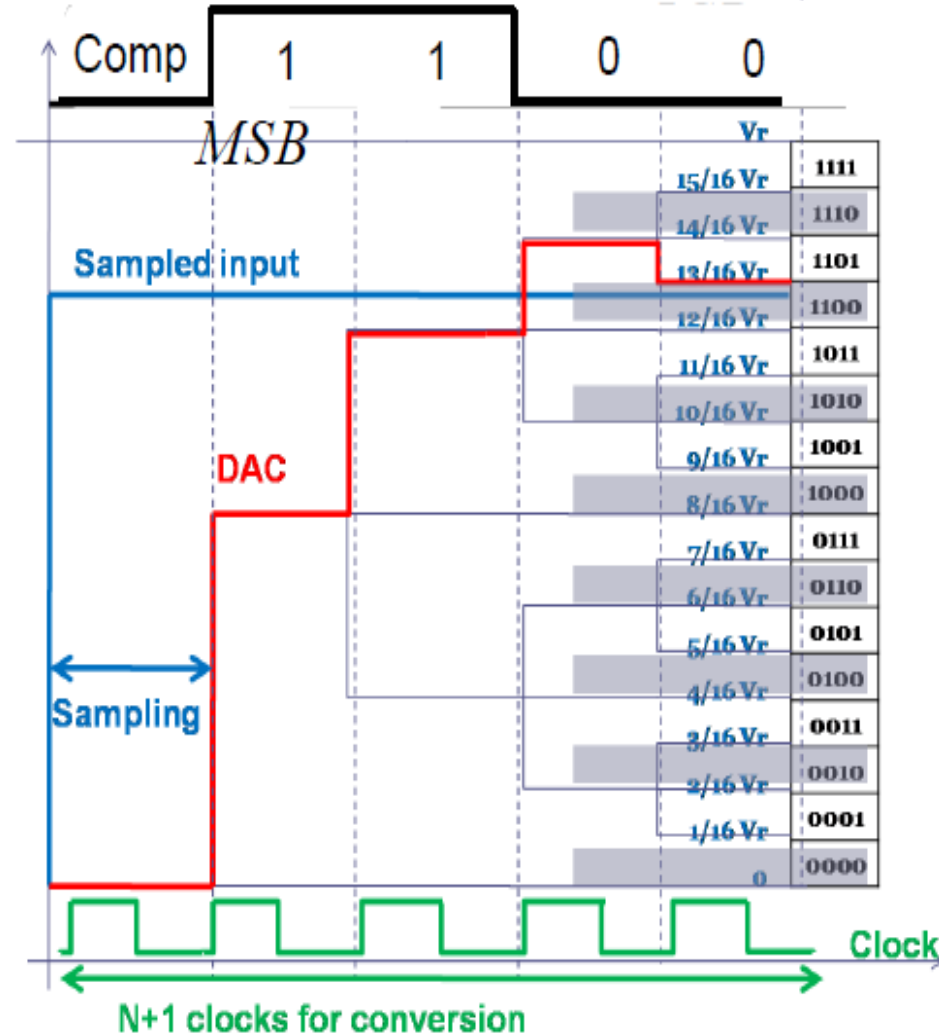 Comp 1 1 0 0
MSB
Vr
1111
15/16 Vr
1110
14/16 Vr
Sampled input
1101
13/16 Vr
1100
12/16 Vr
1011
11/16 Vr
1010
10/16 Vr
1001
9/16 Vr
DAC
1000
8/16 Vr
0111
7/16 Vr
0110
6/16 Vr
0101
5/16 Vr
0100
4/16 Vr
Sampling
0011
3/16 Vr
0010
2/16 Vr
0001
1/16 Vr
0000
0
Clock
N+1 clocks for conversion